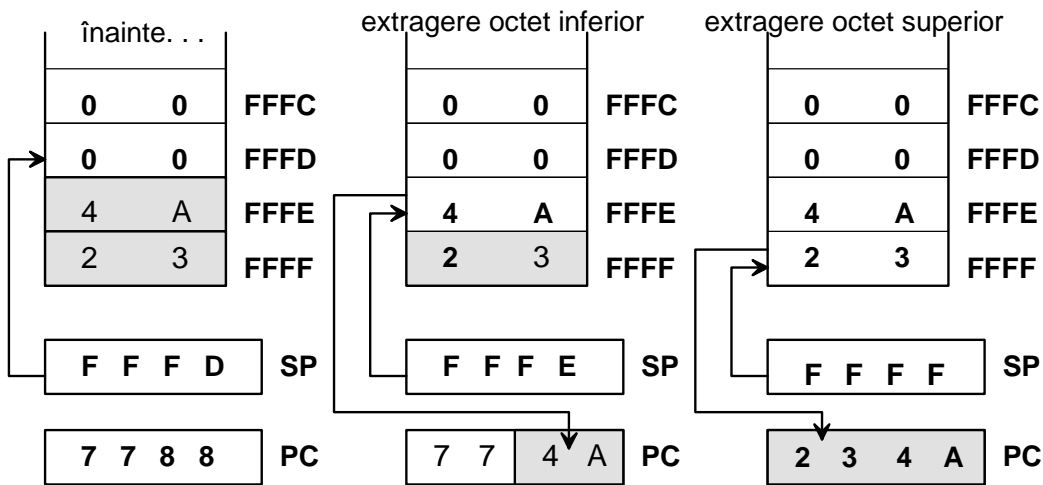 înainte. . .
0 0 FFFC
0 0 FFFD
4 A FFFE
2 3 FFFF
F F F D SP
7 7 8 8 PC
extragere octet inferior
0 0 FFFC
0 0 FFFD
4 A FFFE
2 3 FFFF
F F F E SP
7 7 4 A PC
extragere octet superior
0 0 FFFC
0 0 FFFD
4 A FFFE
2 3 FFFF
F F F F SP
2 3 4 A PC